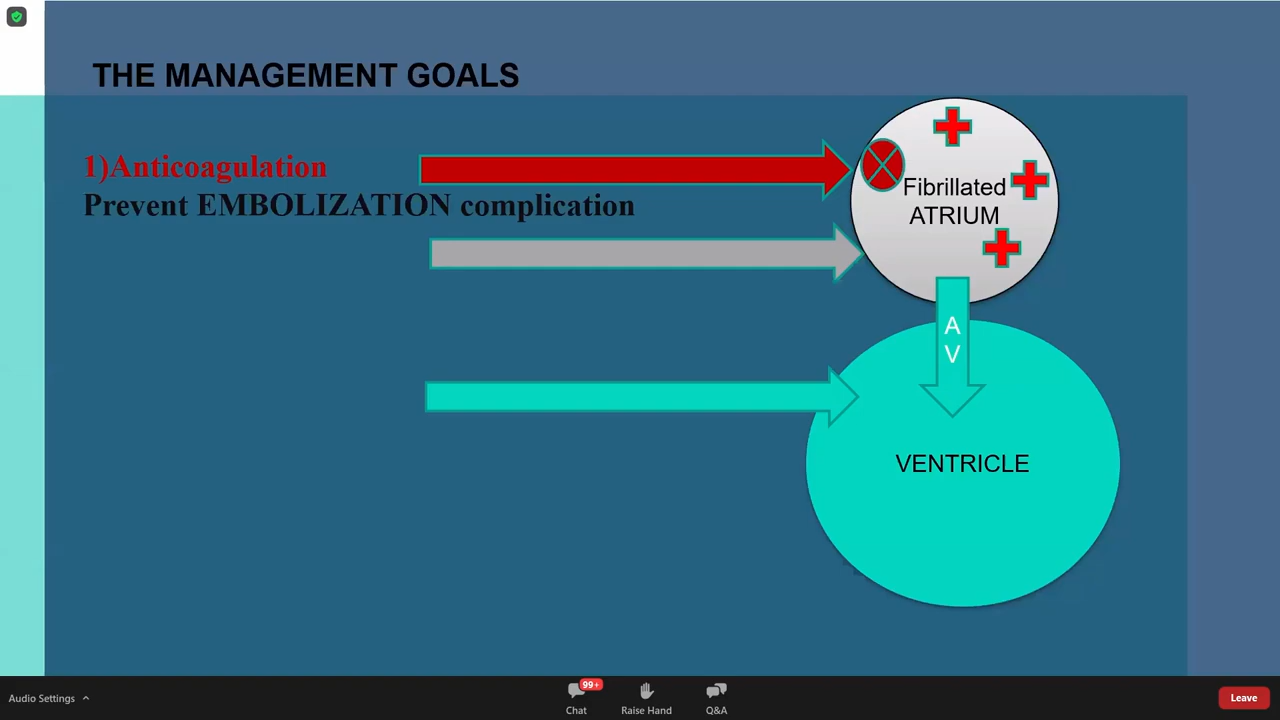 THE MANAGEMENT GOALS
1)Anticoagulation
Prevent EMBOLIZATION complication
Fibrillated
ATRIUM
A
V
VENTRICLE
Audio Settings
99+
Chat
Raise Hand
Q&A
Leave